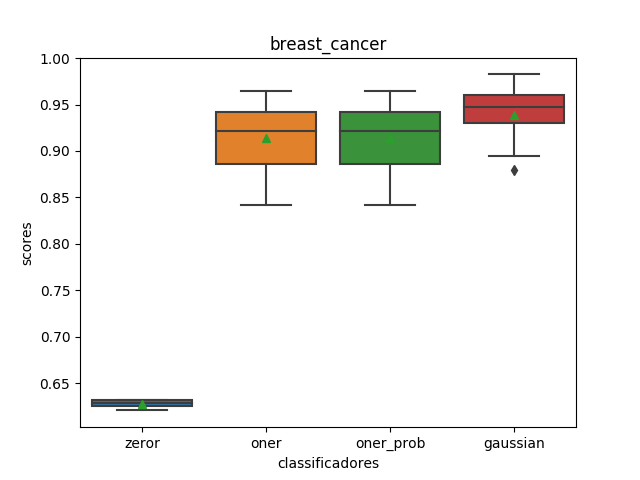 breast_cancer
1.00
0.95
0.90
0.85
0.80
0.75
0.70
0.65
scores
zeror oner oner_prob gaussian
classificadores